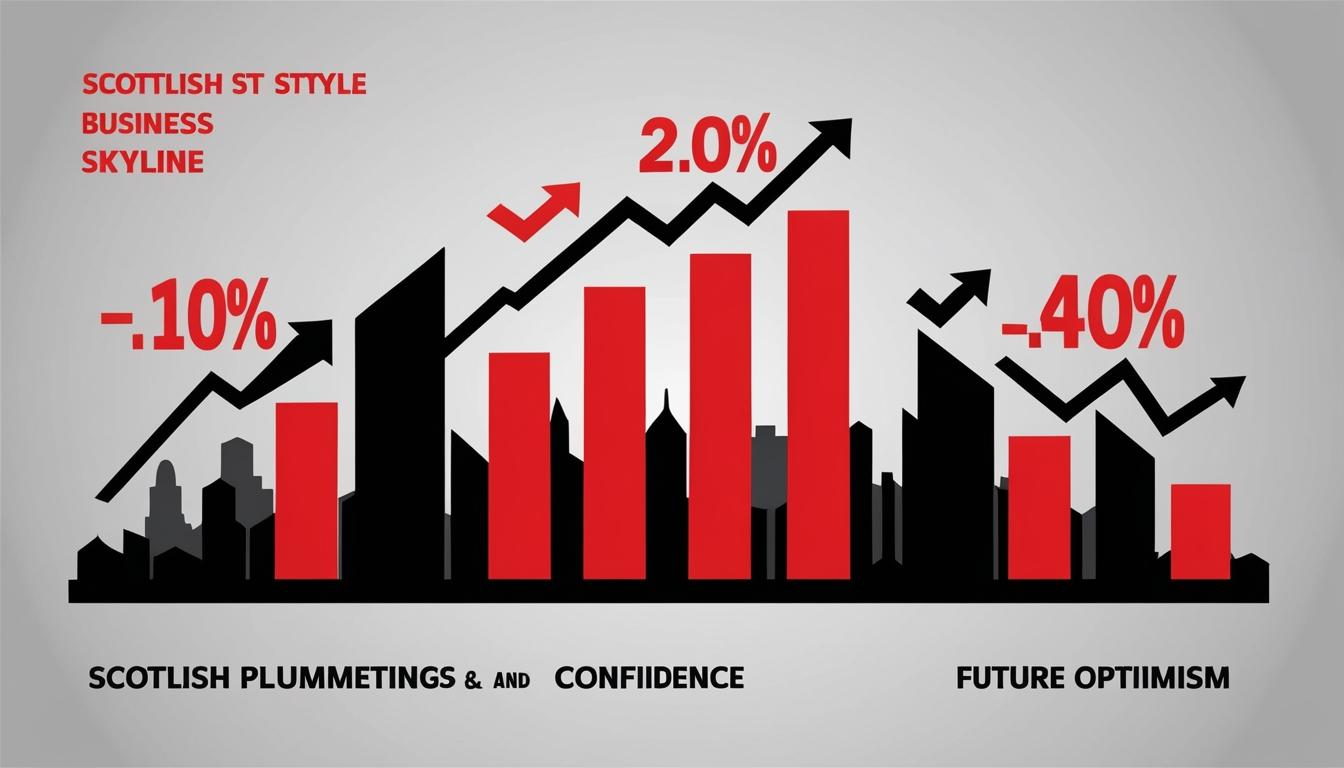 SCOTTLISH ST STTYLE
BUSINESS
SKYLINE
2.0%
-.10%
-.40%
SCOTLISH PLUMMETINGS & AND CONFIIDENCE
FUTURE OPTIIMISM